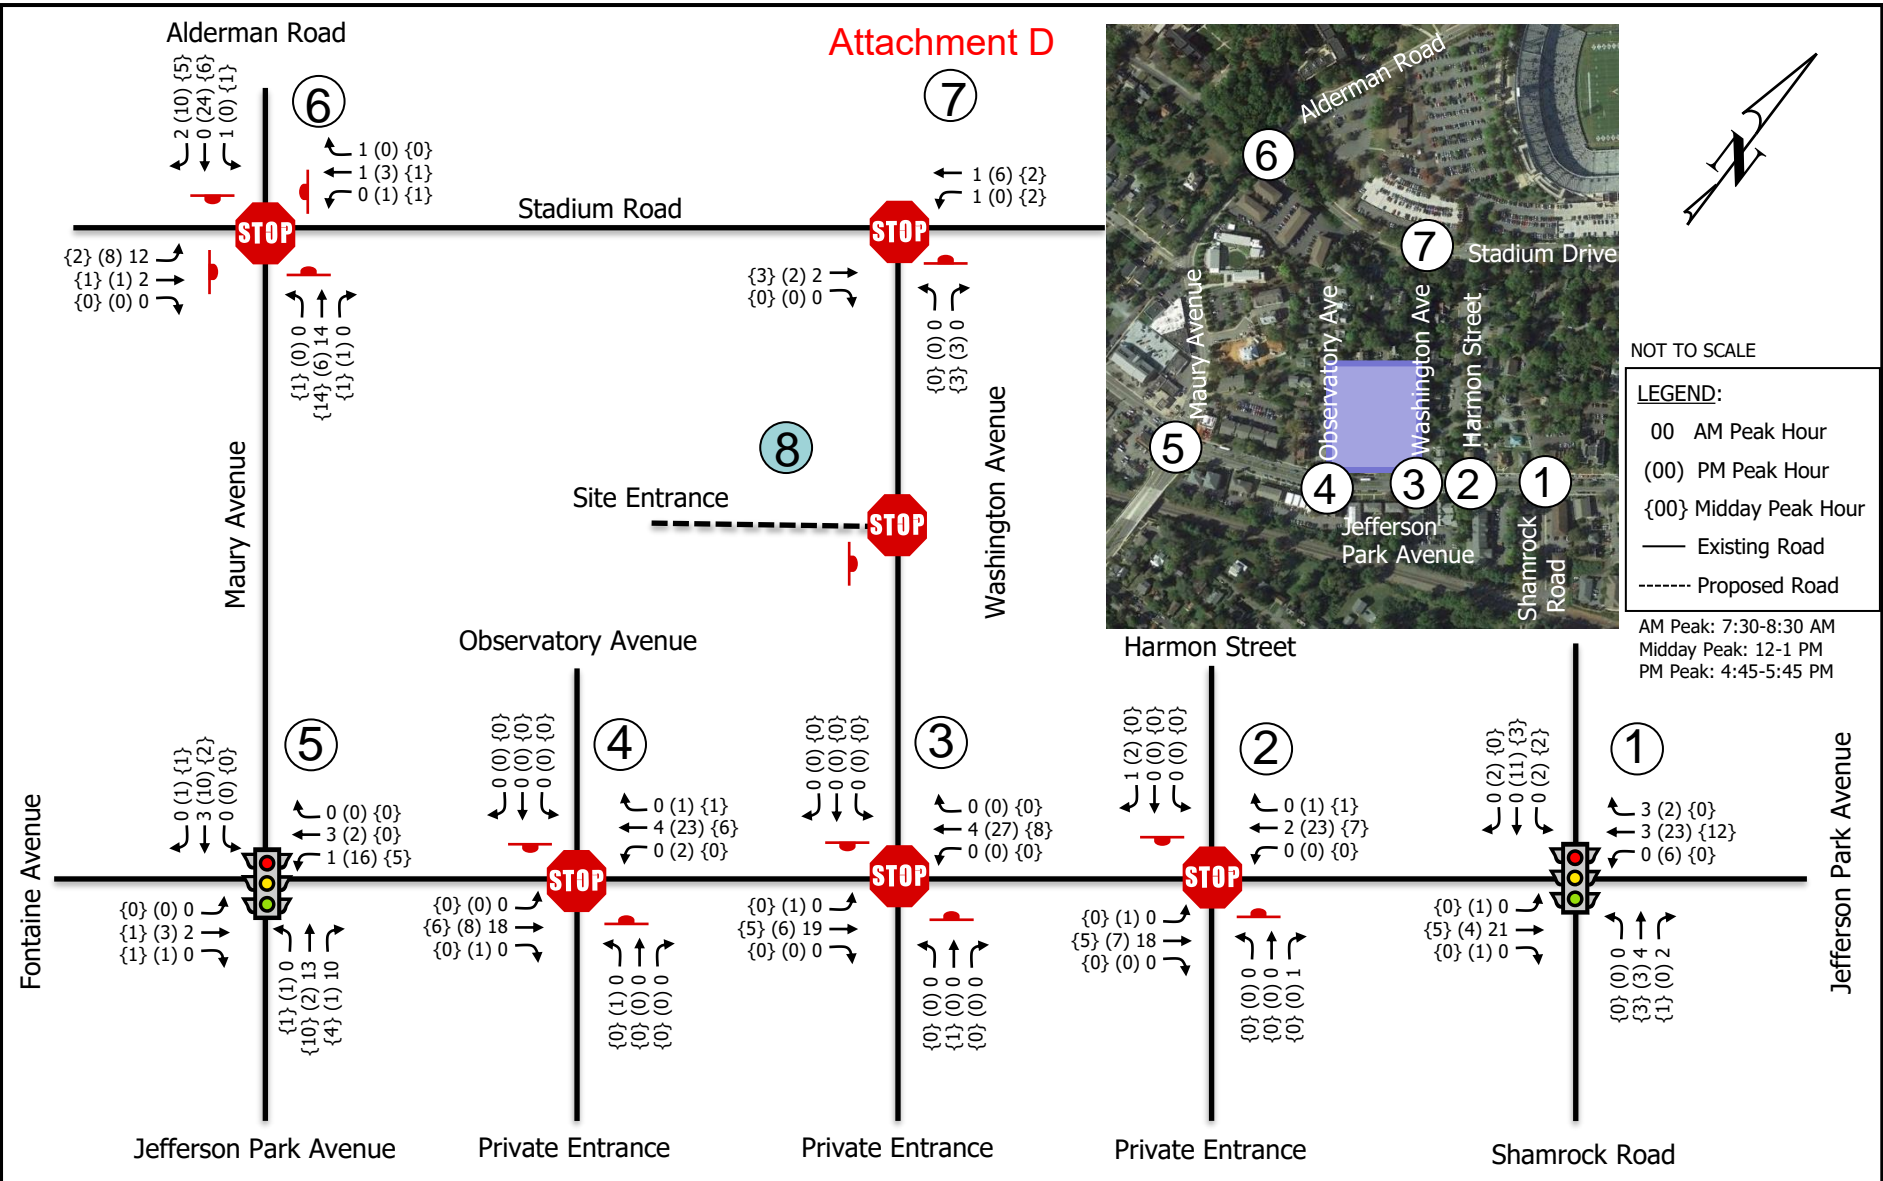 Alderman Road
Attachment D
2 (10) {5}
0 (24) {6}
1 (0) {1}
6
7
1 (0) {0}
1 (3) {1}
0 (1) {1}
STOP
Stadium Road
1 (6) {2}
1 (0) {2}
STOP
{2} (8) 12
{1} (1) 2
{0} (0) 0
{3} (2) 2
{0} (0) 0
{1} (0) 0
{14} (6) 14
{1} (1) 0
{0} (0) 0
{3} (3) 0
Maury Avenue
8
Site Entrance
STOP
Washington Avenue
Alderman Road
6
7
Stadium Drive
Maury Avenue
Observatory Ave
Washington Ave
Harmon Street
5
4
3
2
1
Jefferson
Park Avenue
Shamrock
Road
N
NOT TO SCALE
LEGEND:
00 AM Peak Hour
(00) PM Peak Hour
{00} Midday Peak Hour
Existing Road
Proposed Road
AM Peak: 7:30-8:30 AM
Midday Peak: 12-1 PM
PM Peak: 4:45-5:45 PM
Observatory Avenue
Harmon Street
Fontaine Avenue
0 (1) {1}
3 (10) {2}
0 (0) {0}
5
0 (0) {0}
3 (2) {0}
1 (16) {5}
{0} (0) 0
{1} (3) 2
{1} (1) 0
{1} (1) 0
{10} (2) 13
{4} (1) 10
0 (0) {0}
0 (0) {0}
0 (0) {0}
4
0 (1) {1}
4 (23) {6}
0 (2) {0}
STOP
{0} (0) 0
{6} (8) 18
{0} (1) 0
{0} (1) 0
{0} (0) 0
{0} (0) 0
0 (0) {0}
0 (0) {0}
0 (0) {0}
3
0 (0) {0}
4 (27) {8}
0 (0) {0}
STOP
{0} (1) 0
{5} (6) 19
{0} (0) 0
{0} (0) 0
{1} (0) 0
{0} (0) 0
1 (2) {0}
0 (0) {0}
0 (0) {0}
2
0 (1) {1}
2 (23) {7}
0 (0) {0}
STOP
{0} (1) 0
{5} (7) 18
{0} (0) 0
{0} (0) 0
{0} (0) 0
{0} (0) 1
0 (2) {0}
0 (11) {3}
0 (2) {2}
1
3 (2) {0}
3 (23) {12}
0 (6) {0}
{0} (1) 0
{5} (4) 21
{0} (1) 0
{0} (0) 0
{3} (3) 4
{1} (0) 2
Jefferson Park Avenue
Jefferson Park Avenue
Private Entrance
Private Entrance
Private Entrance
Shamrock Road